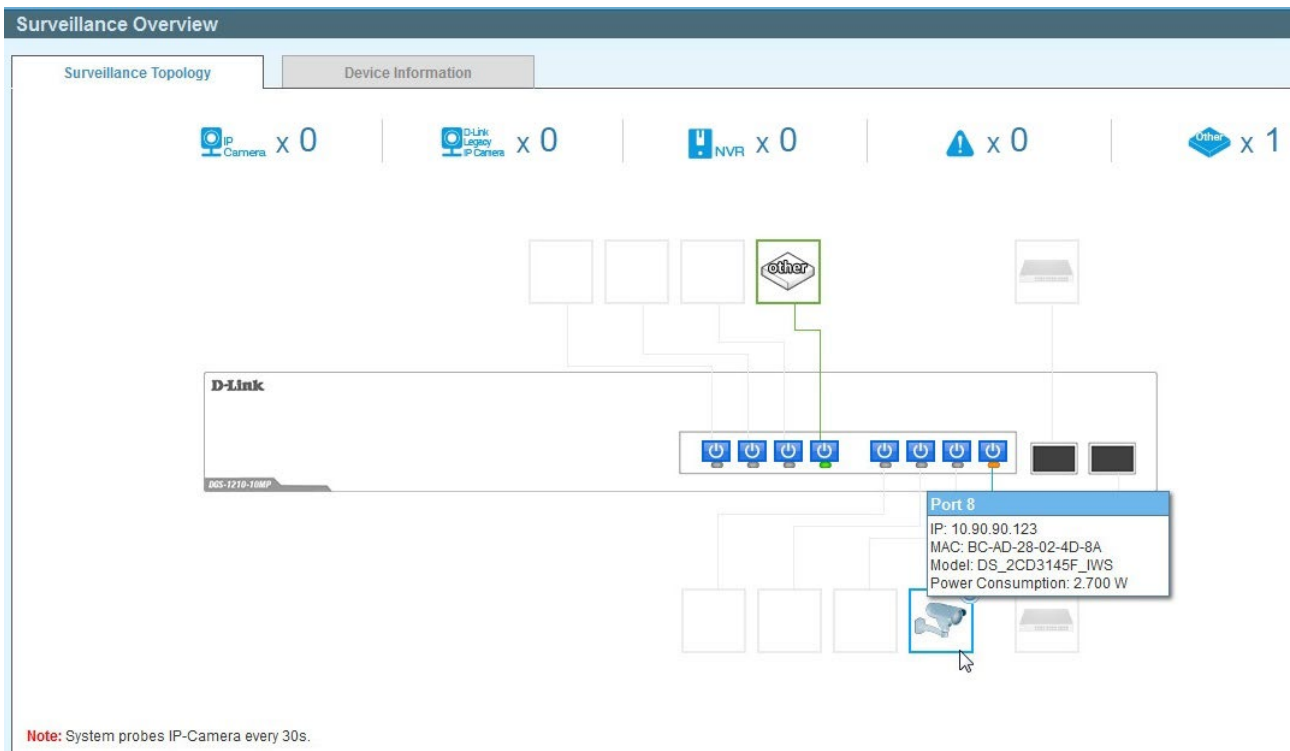 Surveillance Overview
Surveillance Topology
Device Information
IP
Camera x 0
D-Link
Legacy
IP Camera x 0
NVR x 0
x 0
Other x 1
other
D-Link
DGS-1210-10MP
Port 8
IP: 10.90.90.123
MAC: BC-AD-28-02-4D-8A
Model: DS_2CD3145F_IWS
Power Consumption: 2.700 W
Note: System probes IP-Camera every 30s.